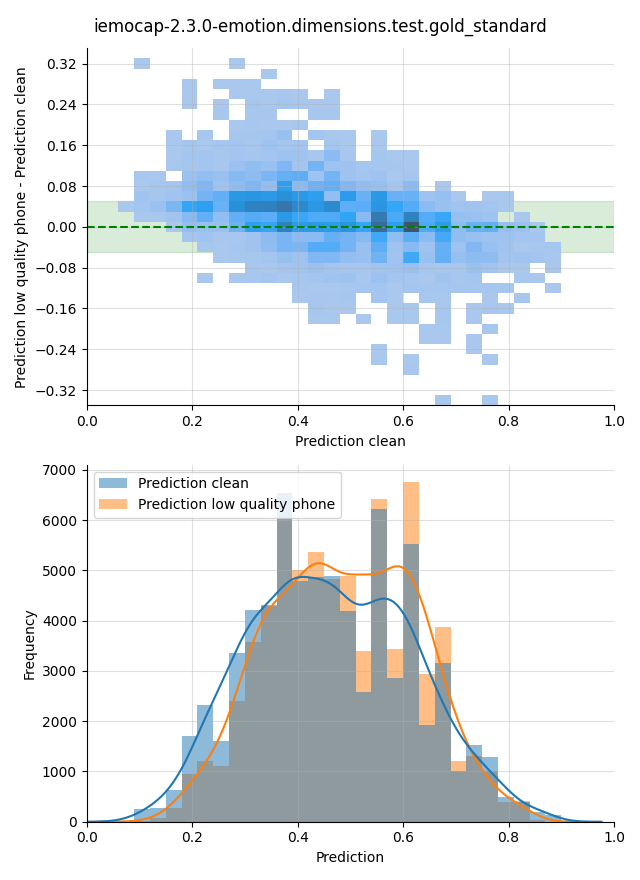 iemocap-2.3.0-emotion.dimensions.test.gold_standard
Prediction low quality phone - Prediction clean
0.32
0.24
0.16
0.08
0.00
−0.08
−0.16
−0.24
−0.32
0.0 0.2 0.4 0.6 0.8 1.0
Prediction clean
Frequency
7000
6000
5000
4000
3000
2000
1000
0
Prediction clean
Prediction low quality phone
0.0 0.2 0.4 0.6 0.8 1.0
Prediction